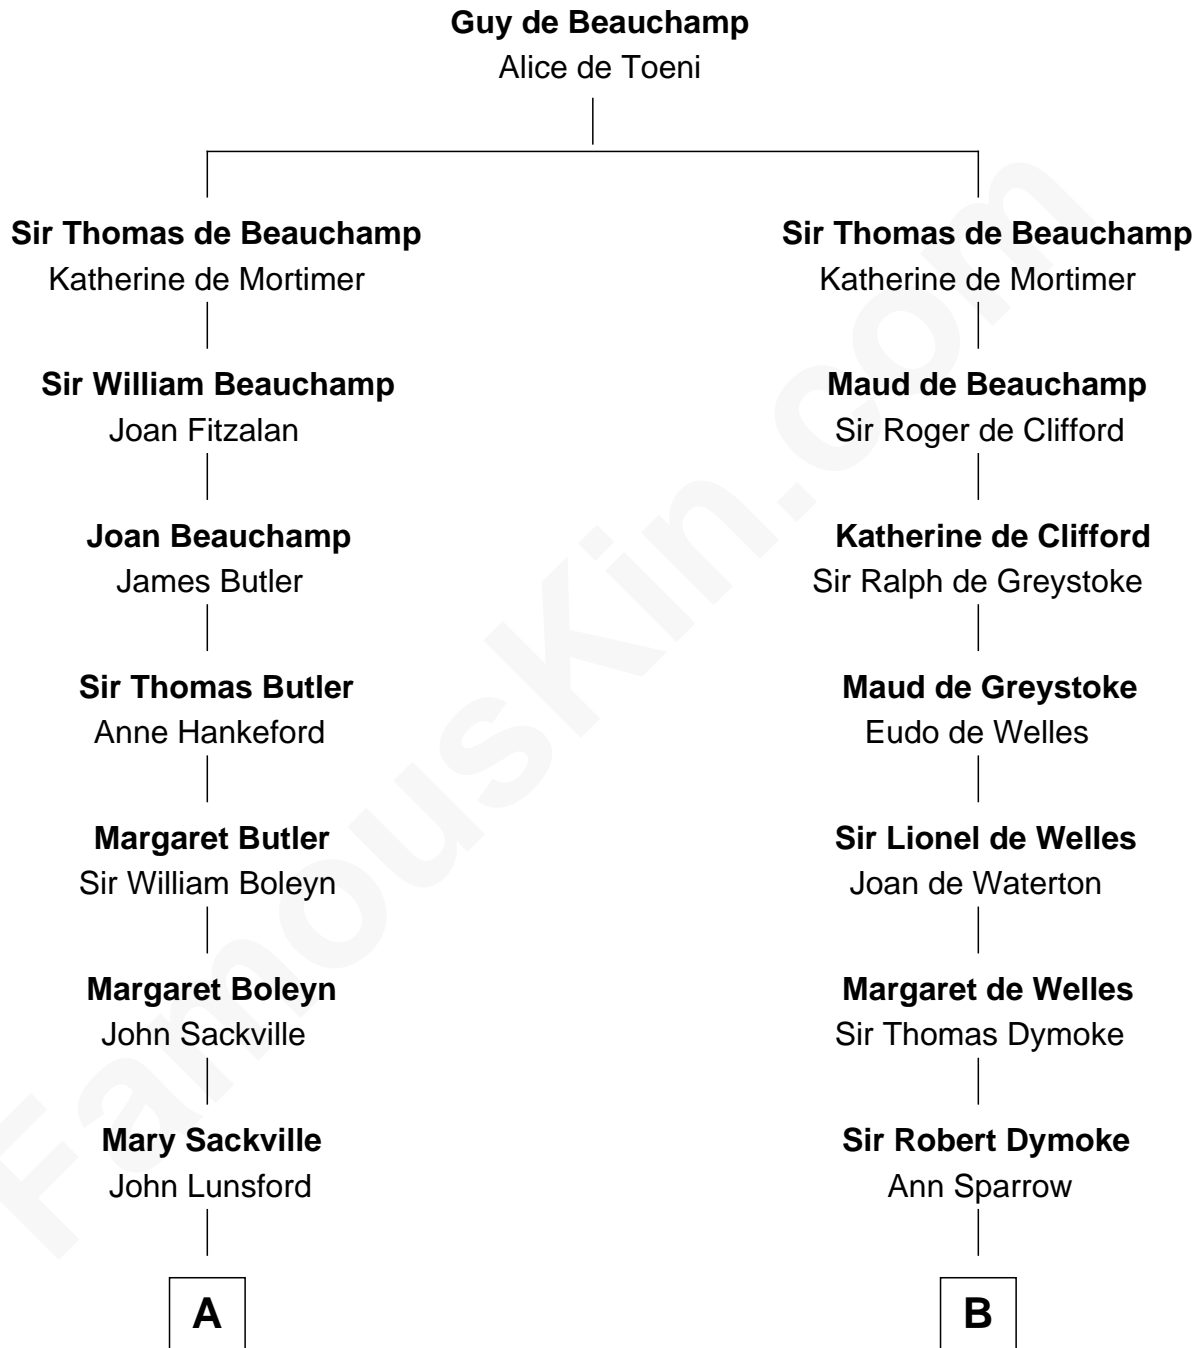 Guy de Beauchamp
Alice de Toeni
Sir Thomas de Beauchamp
Katherine de Mortimer
Sir Thomas de Beauchamp
Katherine de Mortimer
Sir William Beauchamp
Joan Fitzalan
Maud de Beauchamp
Sir Roger de Clifford
Joan Beauchamp
James Butler
Katherine de Clifford
Sir Ralph de Greystoke
Sir Thomas Butler
Anne Hankeford
Maud de Greystoke
Eudo de Welles
Margaret Butler
Sir William Boleyn
Sir Lionel de Welles
Joan de Waterton
Margaret Boleyn
John Sackville
Margaret de Welles
Sir Thomas Dymoke
Mary Sackville
John Lunsford
Sir Robert Dymoke
Ann Sparrow
A
B
FamousKin.com